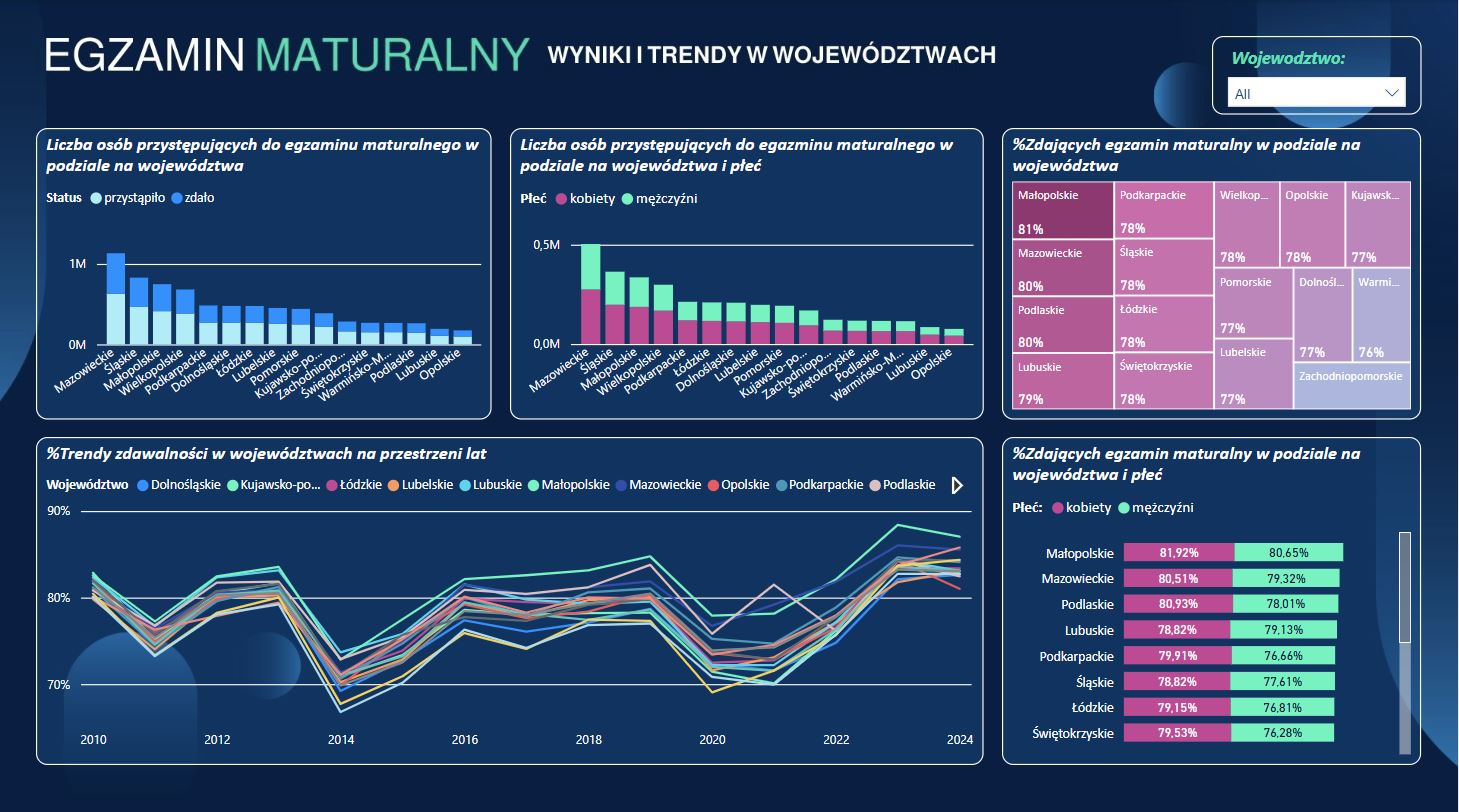 EGZAMIN MATURALNY WYNIKI I TRENDY W WOJEWÓDZTWACH
Wojewodztwo:
All
Liczba osób przystępujących do egzaminu maturalnego w
podziale na województwa
Status przystąpiło zdało
1M
0M
Mazowieckie
Śląskie
Małopolskie
Wielkopolskie
Podkarpackie
Dolnośląskie
Łódzkie
Lubelskie
Pomorskie
Kujawsko-po...
Zachodniopo...
Świętokrzyskie
Warmińsko-M...
Podlaskie
Lubuskie
Opolskie
Liczba osób przystępujących do egazminu maturalnego w
podziale na województwa i płeć
Płeć kobiety mężczyźni
0,5M
0,0M
Mazowieckie
Śląskie
Małopolskie
Wielkopolskie
Podkarpackie
Łódzkie
Dolnośląskie
Lubelskie
Pomorskie
Kujawsko-po...
Zachodniopo...
Świętokrzyskie
Podlaskie
Warmińsko-M...
Lubuskie
Opolskie
%Zdających egzamin maturalny w podziale na
województwa
Małopolskie
81%
Mazowieckie
80%
Podlaskie
80%
Lubuskie
79%
Podkarpackie
78%
Śląskie
78%
Łódzkie
78%
Świętokrzyskie
78%
Wielkop...
78%
Opolskie
78%
Kujawsk...
77%
Pomorskie
77%
Lubelskie
77%
Dolnośl...
77%
Warmi...
76%
Zachodniopomorskie
%Trendy zdawalności w województwach na przestrzeni lat
Województwo Dolnośląskie Kujawsko-po... Łódzkie Lubelskie Lubuskie Małopolskie Mazowieckie Opolskie Podkarpackie Podlaskie
90%
80%
70%
2010 2012 2014 2016 2018 2020 2022 2024
%Zdających egzamin maturalny w podziale na
województwa i płeć
Płeć: kobiety mężczyźni
Małopolskie 81,92% 80,65%
Mazowieckie 80,51% 79,32%
Podlaskie 80,93% 78,01%
Lubuskie 78,82% 79,13%
Podkarpackie 79,91% 76,66%
Śląskie 78,82% 77,61%
Łódzkie 79,15% 76,81%
Świętokrzyskie 79,53% 76,28%